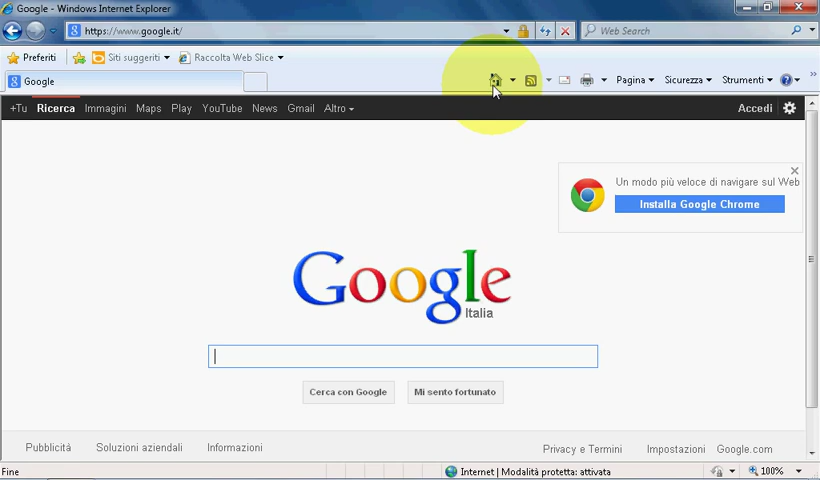 Google - Windows Internet Explorer
https://www.google.it/
Web Search
Preferiti
Siti suggeriti
Raccolta Web Slice
Google
Pagina
Sicurezza
Strumenti
+Tu Ricerca Immagini Maps Play YouTube News Gmail Altro
Accedi
Un modo più veloce di navigare sul Web
Installa Google Chrome
Google
Italia
Cerca con Google
Mi sento fortunato
Pubblicità Soluzioni aziendali Informazioni
Privacy e Termini Impostazioni Google.com
Fine
Internet | Modalità protetta: attivata
100%